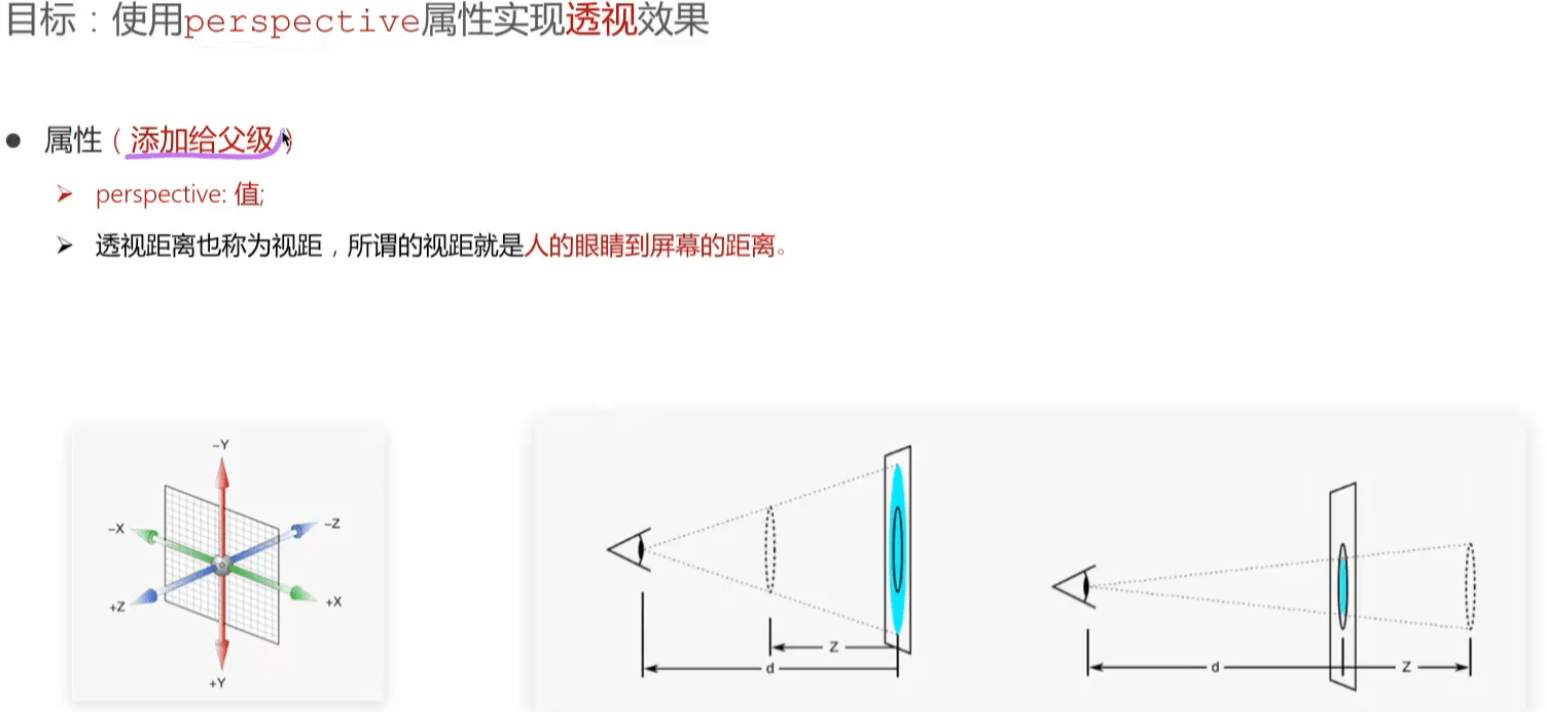 目标：使用perspective属性实现透视效果
● 属性（添加给父级）
➤ perspective: 值;
➤ 透视距离也称为视距，所谓的视距就是人的眼睛到屏幕的距离。
–Y
–X
–Z
+Z
+X
+Y
Z
d
d
Z